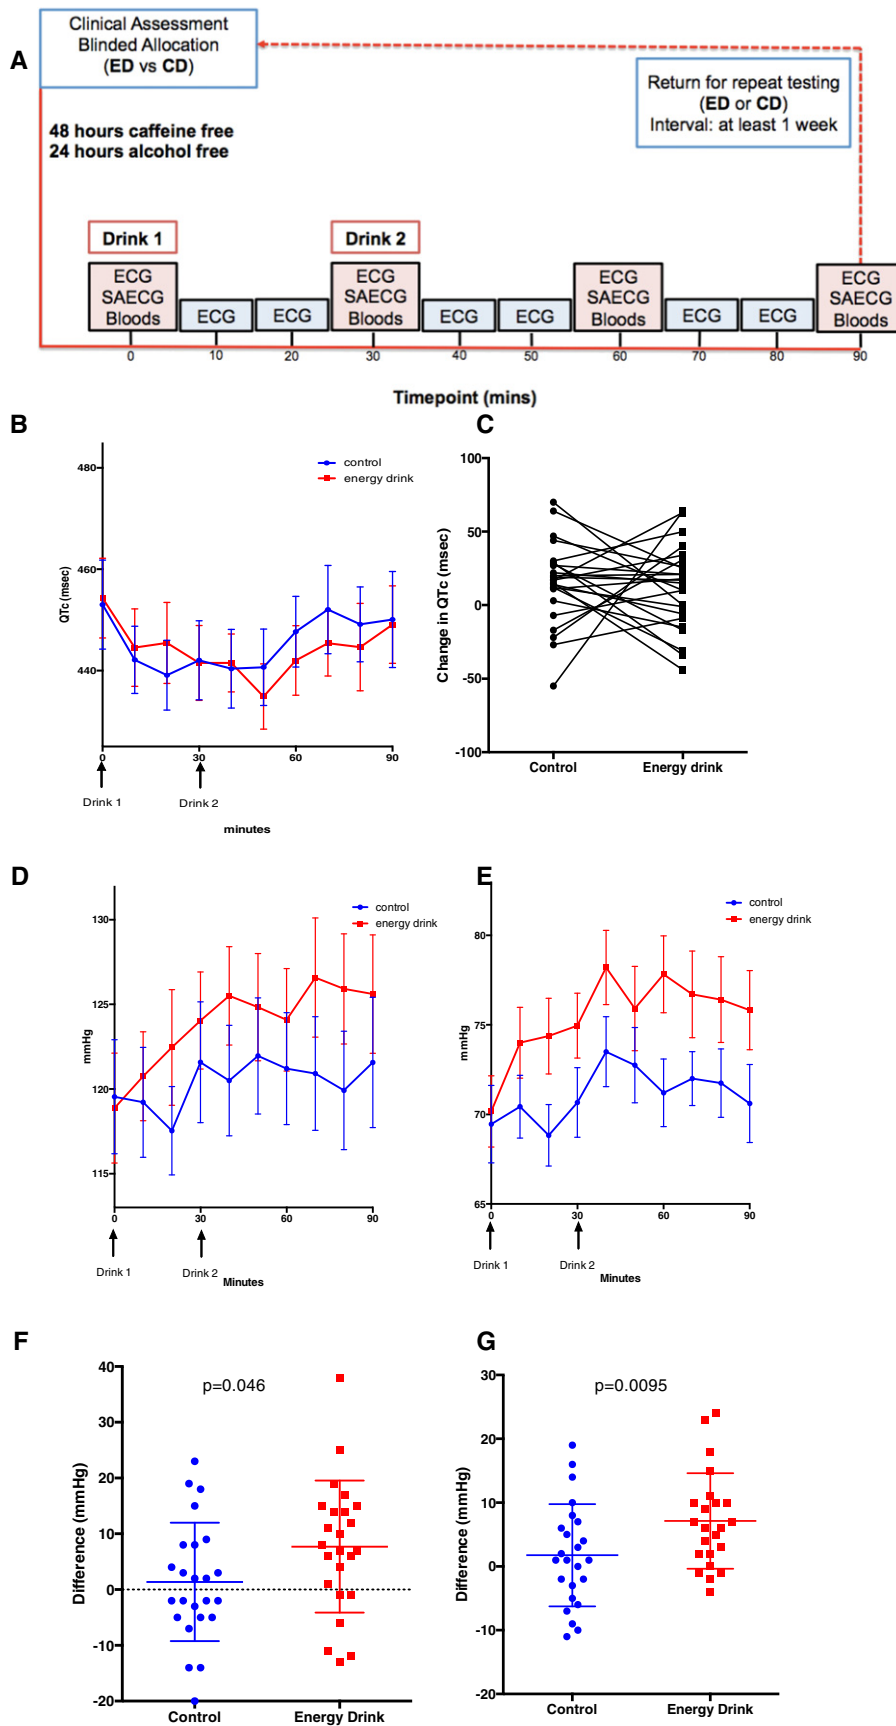 A
Clinical Assessment
Blinded Allocation
(ED vs CD)
Return for repeat testing
(ED or CD)
Interval: at least 1 week
48 hours caffeine free
24 hours alcohol free
Drink 1
Drink 2
ECG
SAECG
Bloods
ECG
ECG
ECG
SAECG
Bloods
ECG
ECG
ECG
SAECG
Bloods
ECG
ECG
ECG
SAECG
Bloods
0 10 20 30 40 50 60 70 80 90
Timepoint (mins)
B
control
energy drink
QTc (msec)
480
460
440
0 30 60 90
Drink 1 Drink 2
minutes
C
Change in QTc (msec)
100
50
0
-50
-100
Control Energy drink
D
control
energy drink
mmHg
130
125
120
115
0 30 60 90
Drink 1 Drink 2
Minutes
E
control
energy drink
mmHg
80
75
70
65
0 30 60 90
Drink 1 Drink 2
Minutes
F
p=0.046
Difference (mmHg)
40
30
20
10
0
-10
-20
Control Energy Drink
G
p=0.0095
Difference (mmHg)
30
20
10
0
-10
-20
Control Energy Drink